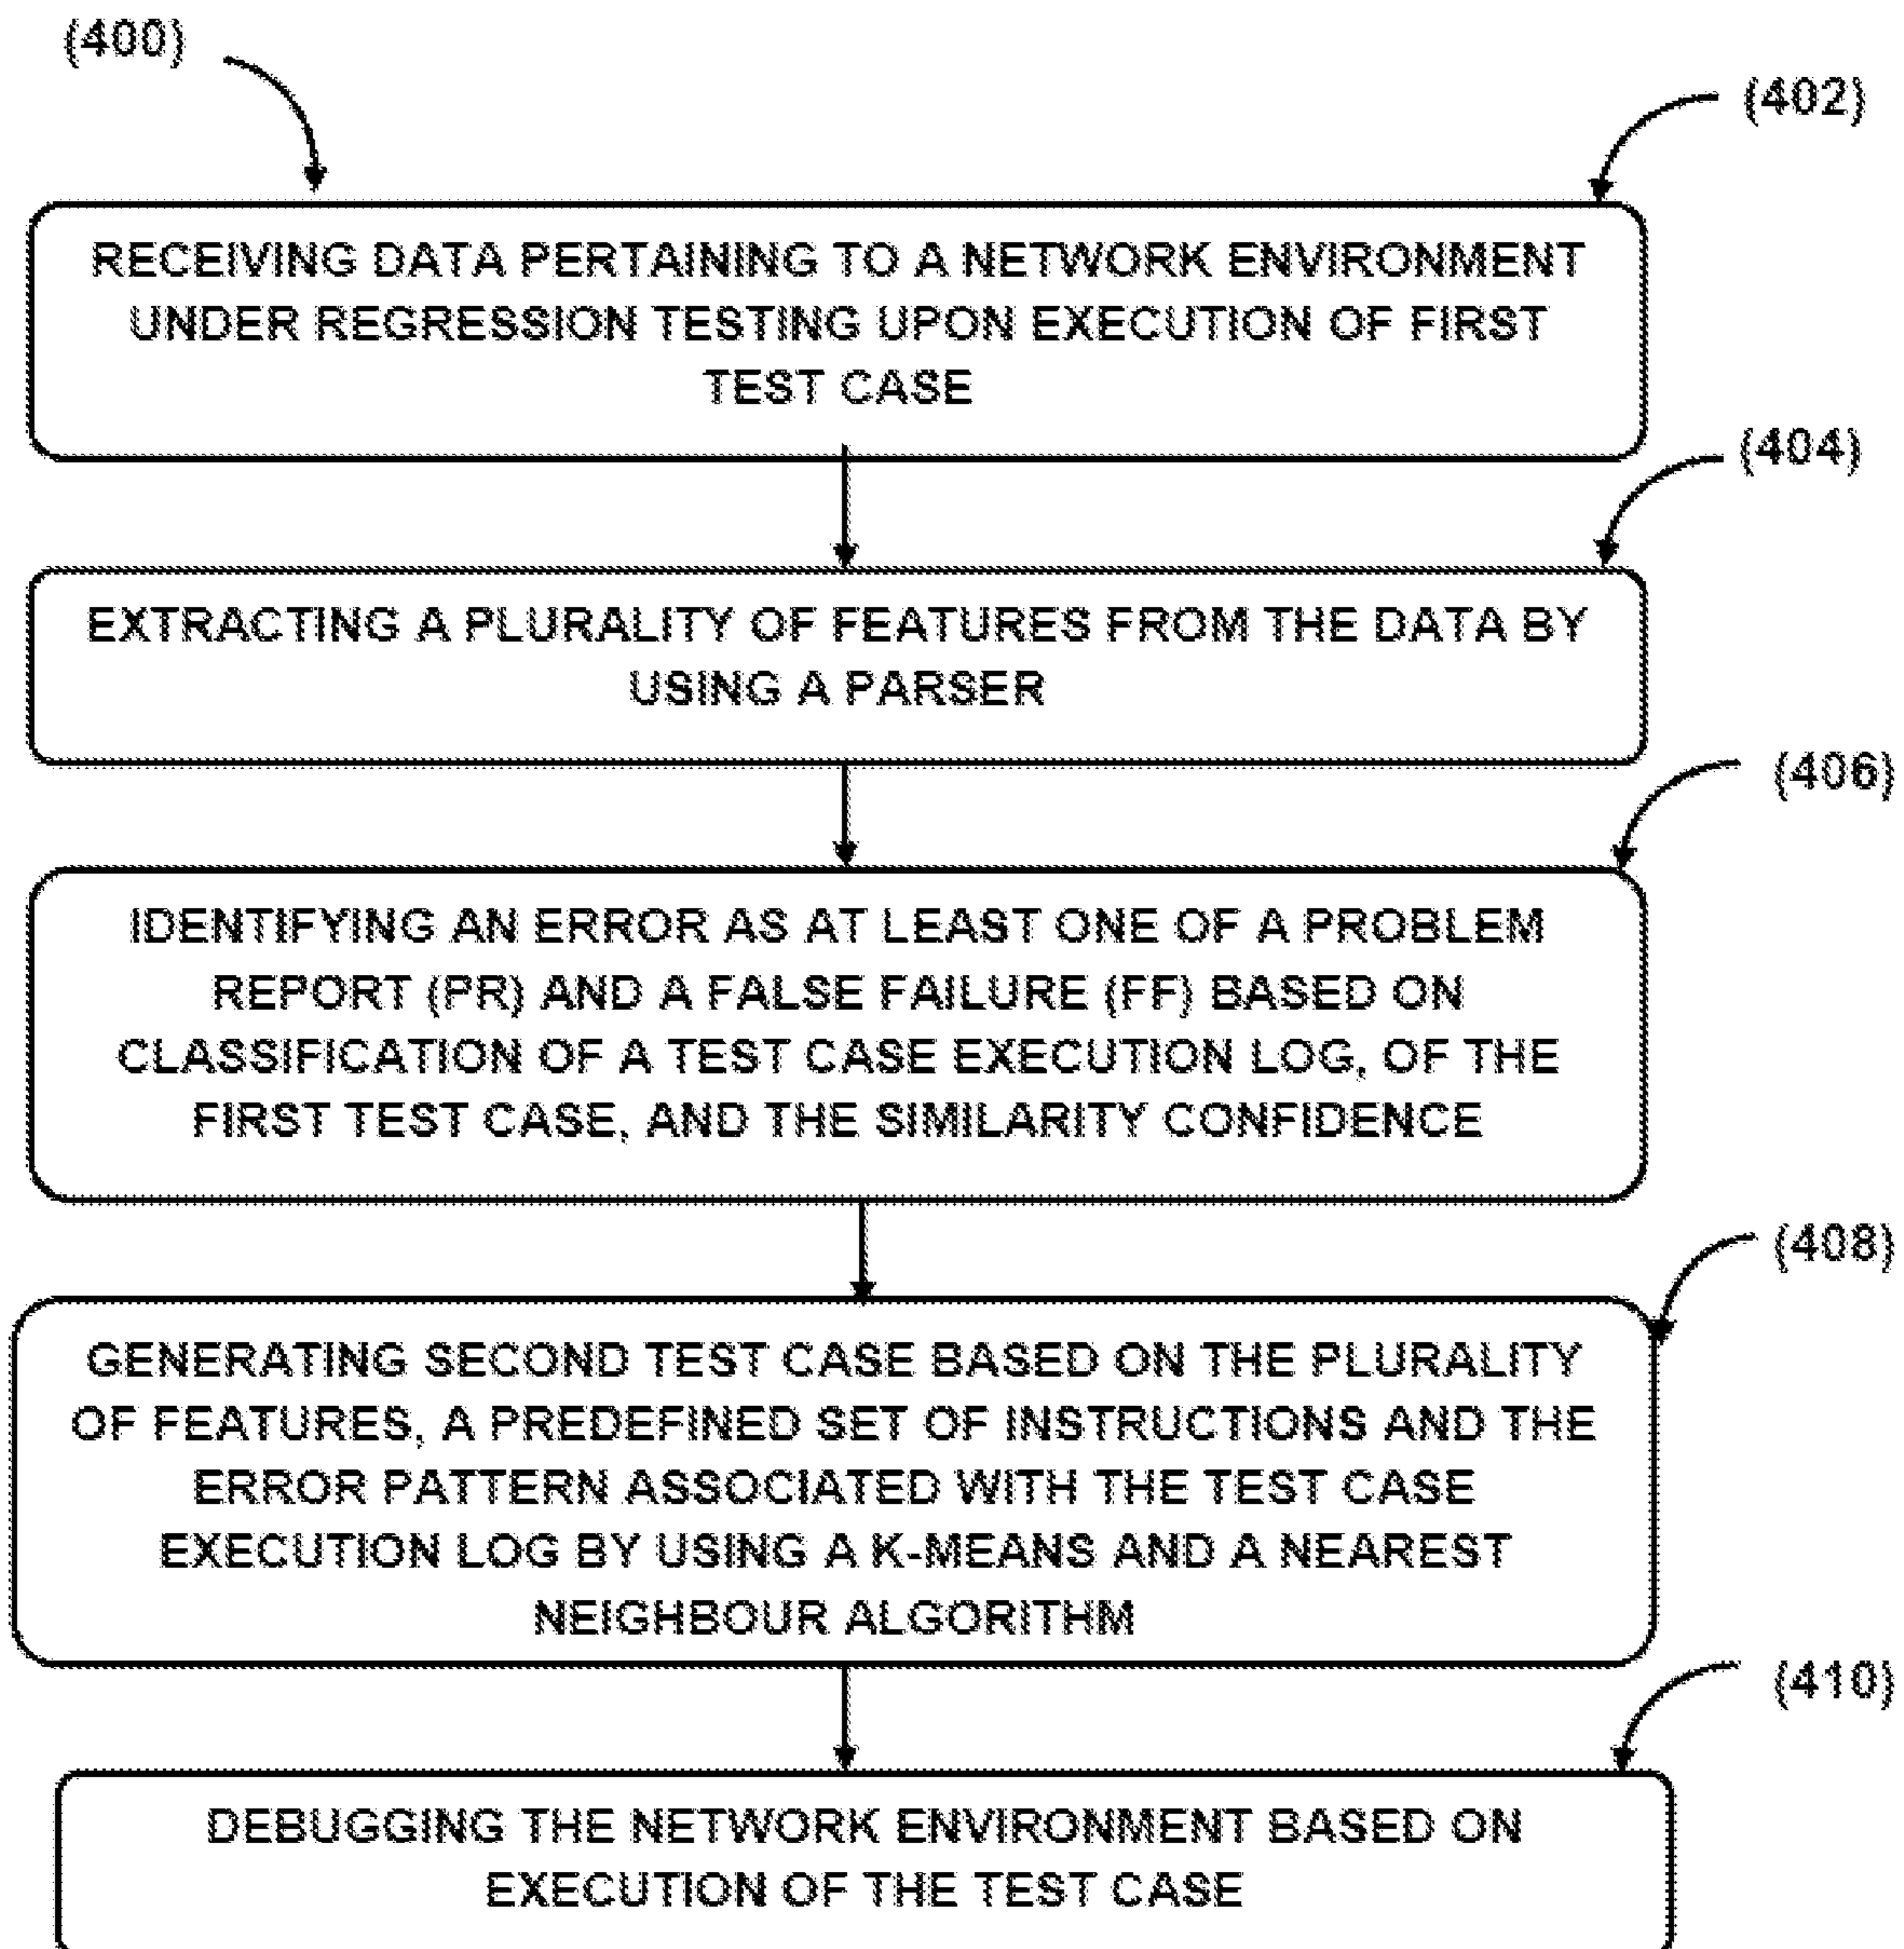 (400)
(402)
RECEIVING DATA PERTAINING TO A NETWORK ENVIRONMENT
UNDER REGRESSION TESTING UPON EXECUTION OF FIRST
TEST CASE
(404)
EXTRACTING A PLURALITY OF FEATURES FROM THE DATA BY
USING A PARSER
(406)
IDENTIFYING AN ERROR AS AT LEAST ONE OF A PROBLEM
REPORT (PR) AND A FALSE FAILURE (FF) BASED ON
CLASSIFICATION OF A TEST CASE EXECUTION LOG, OF THE
FIRST TEST CASE, AND THE SIMILARITY CONFIDENCE
(408)
GENERATING SECOND TEST CASE BASED ON THE PLURALITY
OF FEATURES, A PREDEFINED SET OF INSTRUCTIONS AND THE
ERROR PATTERN ASSOCIATED WITH THE TEST CASE
EXECUTION LOG BY USING A K-MEANS AND A NEAREST
NEIGHBOUR ALGORITHM
(410)
DEBUGGING THE NETWORK ENVIRONMENT BASED ON
EXECUTION OF THE TEST CASE